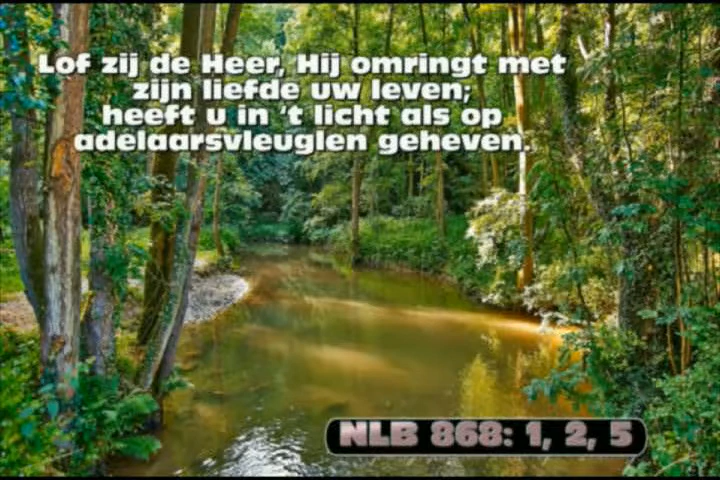 Lof zij de Heer, Hij omringt met
zijn liefde uw leven;
heeft u in 't licht als op
adelaarsvleuglen geheven.
NLB 868: 1, 2, 5